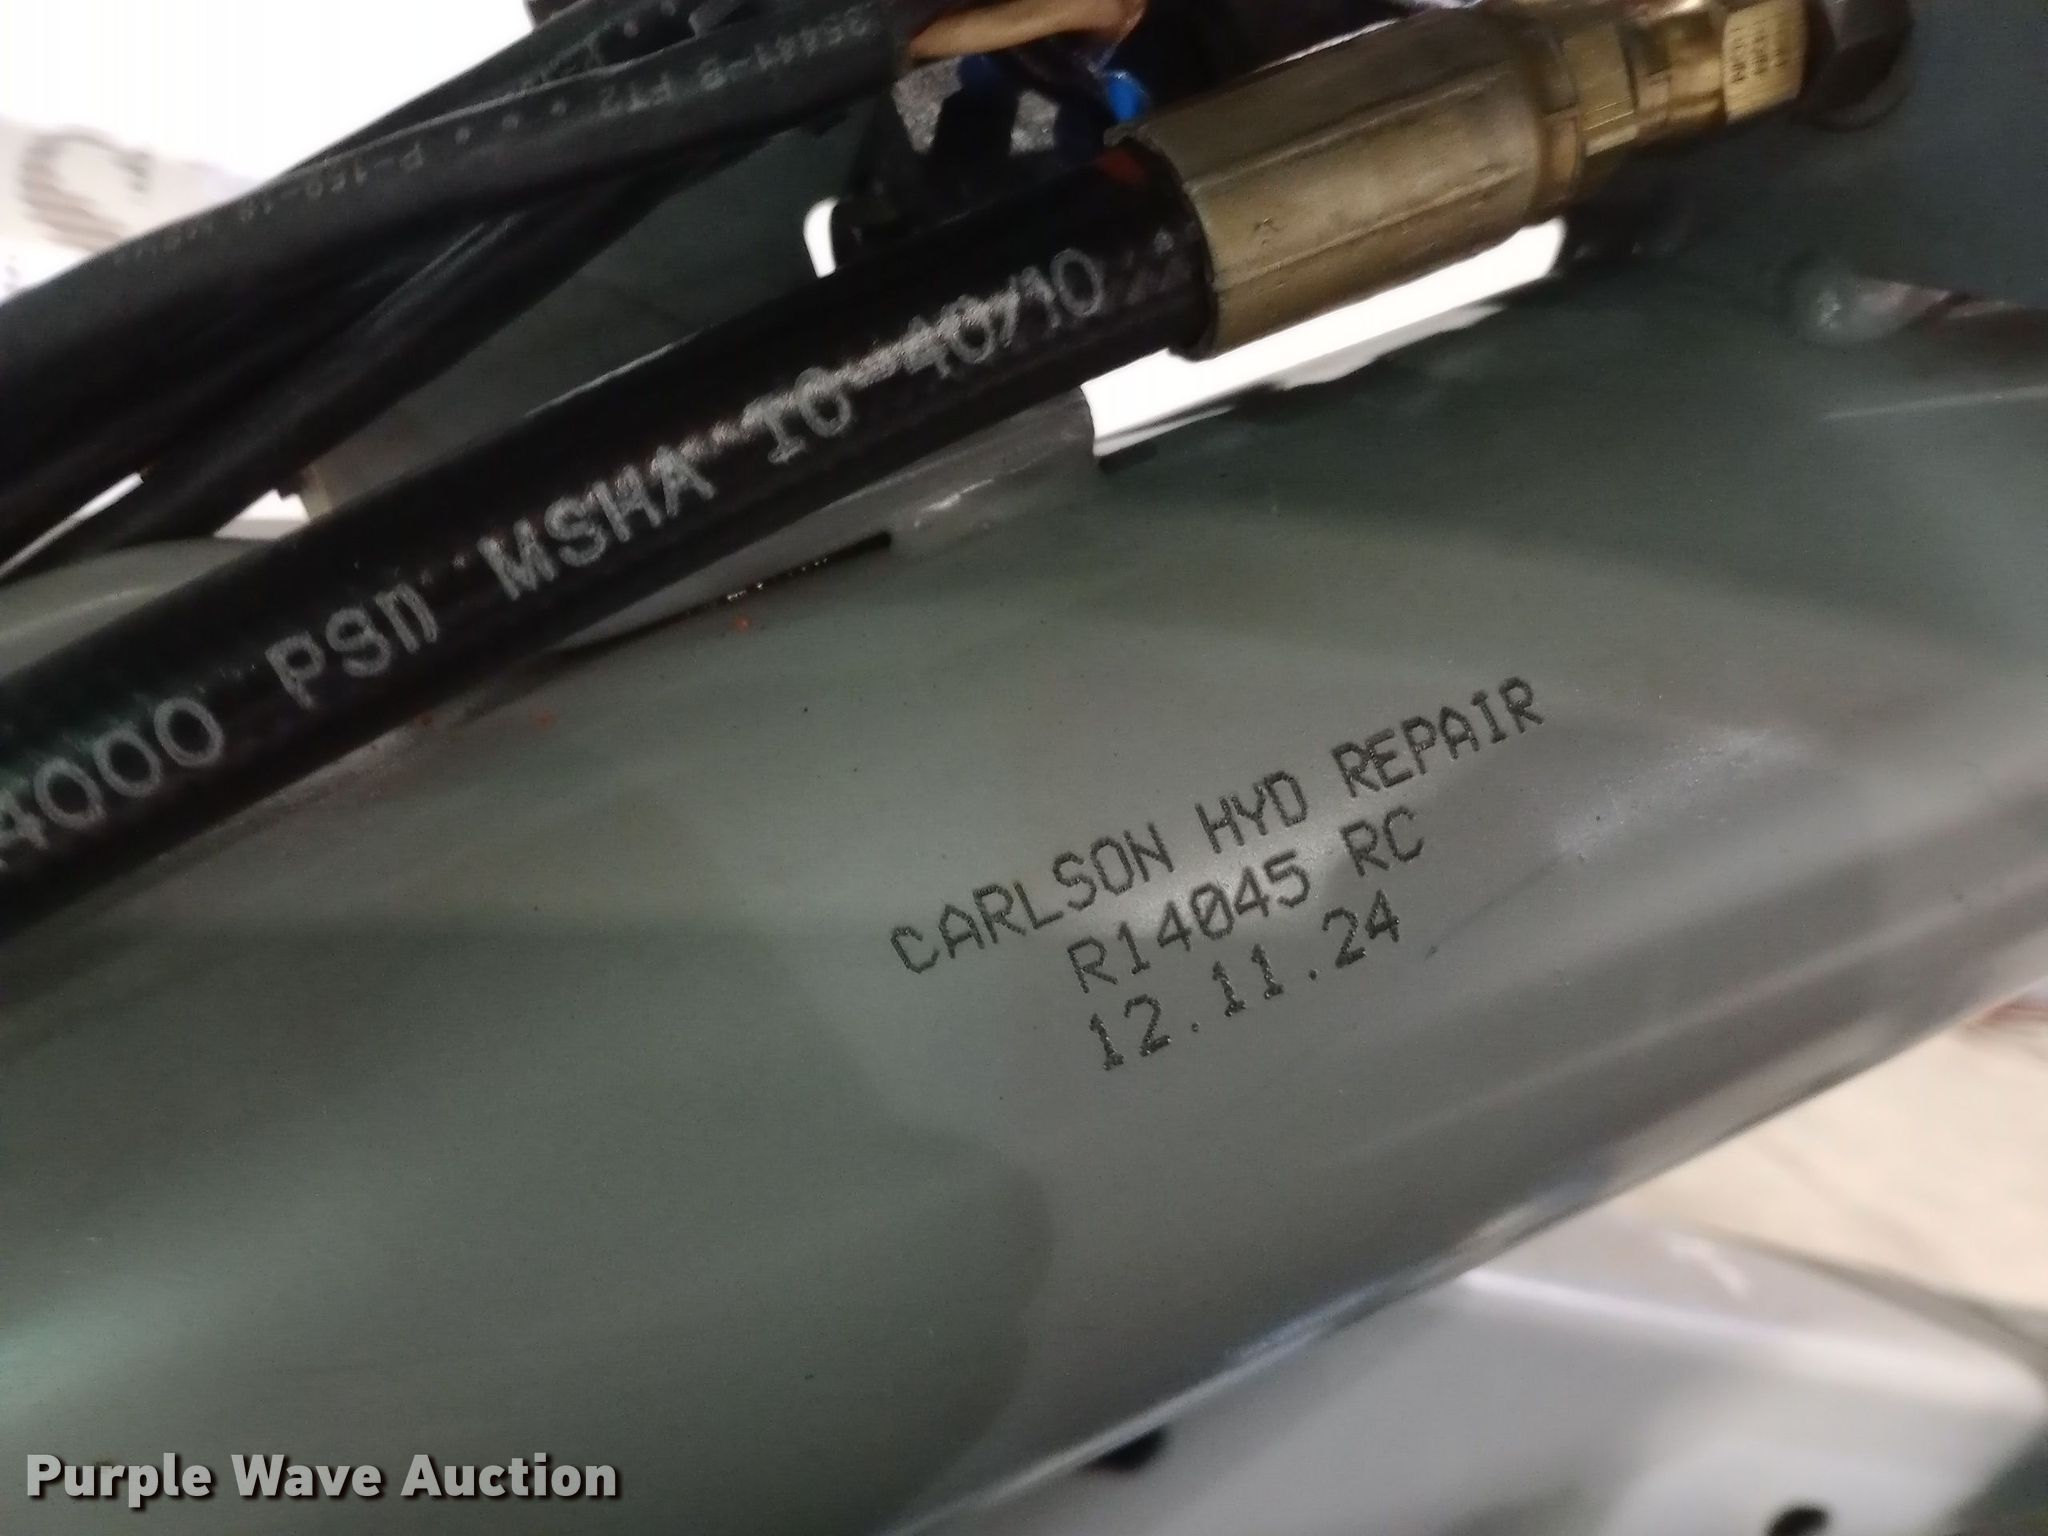 4000 PSI MSHA IC-40/10
CARLSON HYD REPAIR
R14045 RC
12.11.24
Purple Wave Auction